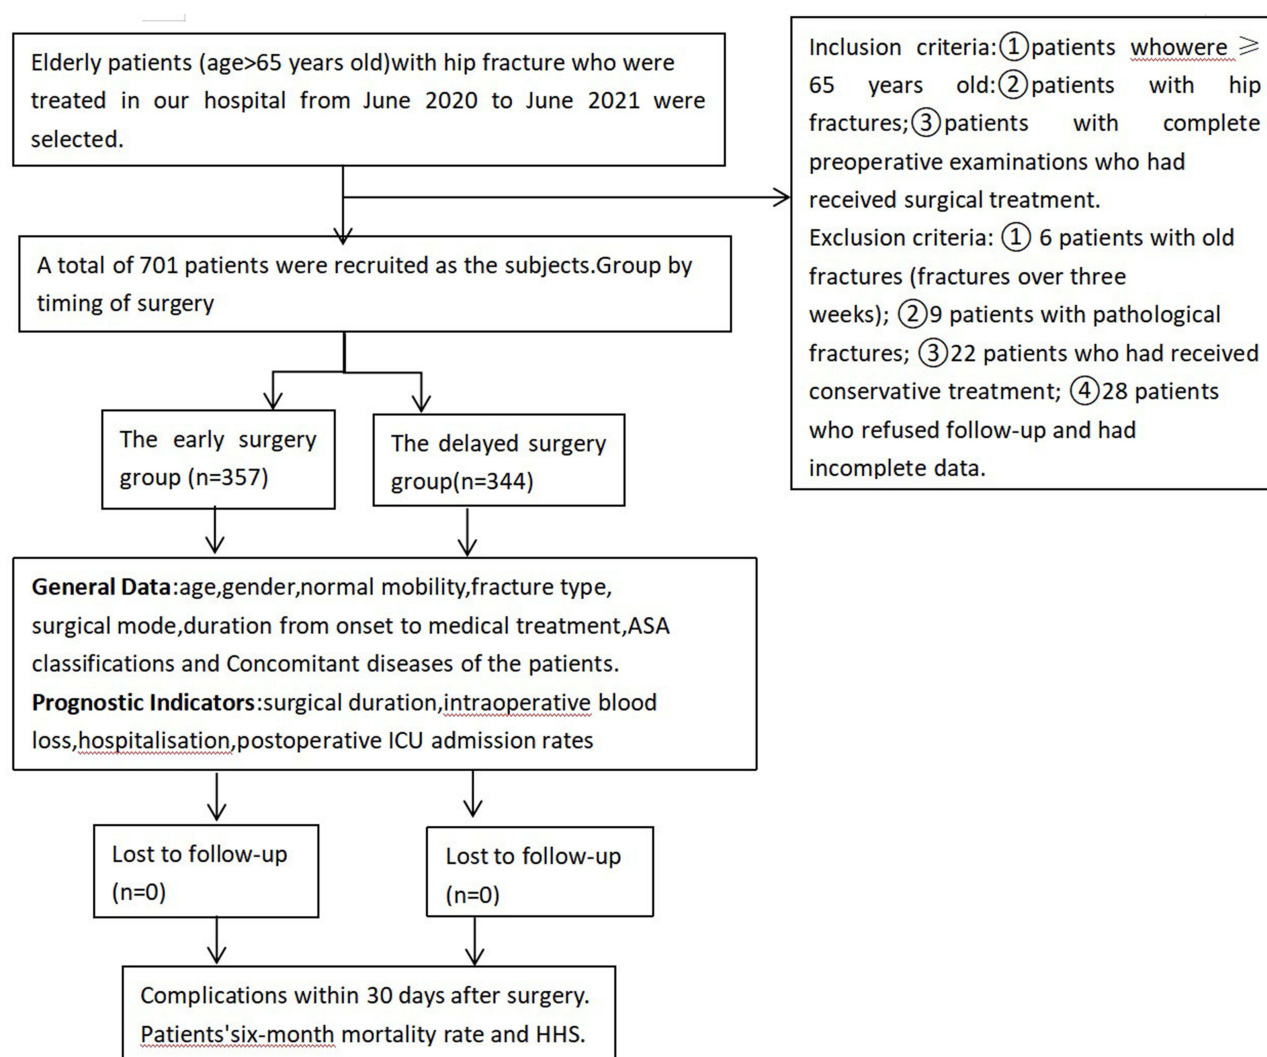 Elderly patients (age>65 years old)with hip fracture who were
treated in our hospital from June 2020 to June 2021 were
selected.
Inclusion criteria:①patients whowere ⩾
65 years old:②patients with hip
fractures;③patients with complete
preoperative examinations who had
received surgical treatment.
Exclusion criteria: ① 6 patients with old
fractures (fractures over three
weeks); ②9 patients with pathological
fractures; ③22 patients who had received
conservative treatment; ④28 patients
who refused follow-up and had
incomplete data.
A total of 701 patients were recruited as the subjects.Group by
timing of surgery
The early surgery
group (n=357)
The delayed surgery
group(n=344)
General Data:age,gender,normal mobility,fracture type,
surgical mode,duration from onset to medical treatment,ASA
classifications and Concomitant diseases of the patients.
Prognostic Indicators:surgical duration,intraoperative blood
loss,hospitalisation,postoperative ICU admission rates
Lost to follow-up
(n=0)
Lost to follow-up
(n=0)
Complications within 30 days after surgery.
Patients'six-month mortality rate and HHS.